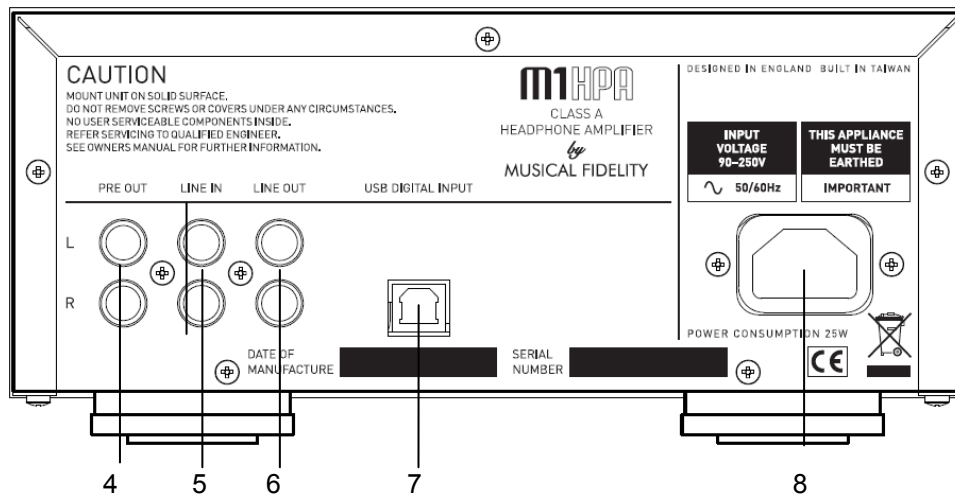 CAUTION
MOUNT UNIT ON SOLID SURFACE.
DO NOT REMOVE SCREWS OR COVERS UNDER ANY CIRCUMSTANCES.
NO USER SERVICEABLE COMPONENTS INSIDE.
REFER SERVICING TO QUALIFIED ENGINEER.
SEE OWNERS MANUAL FOR FURTHER INFORMATION.
M1HPA
CLASS A
HEADPHONE AMPLIFIER
by
MUSICAL FIDELITY
DESIGNED IN ENGLAND BUILT IN TAIWAN
INPUT
VOLTAGE
90–250V
50/60Hz
THIS APPLIANCE
MUST BE
EARTHED
IMPORTANT
PRE OUT LINE IN LINE OUT USB DIGITAL INPUT
L
R
POWER CONSUMPTION 25W
DATE OF
MANUFACTURE
SERIAL
NUMBER
CE
4 5 6 7 8